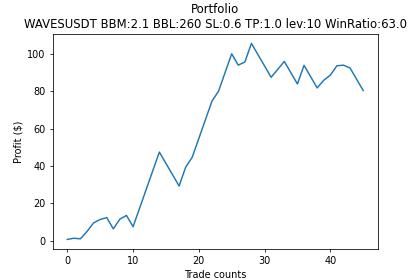 Portfolio
WAVESUSDT BBM:2.1 BBL:260 SL:0.6 TP:1.0 lev:10 WinRatio:63.0
100
80
60
40
20
0
Profit ($)
0 10 20 30 40
Trade counts